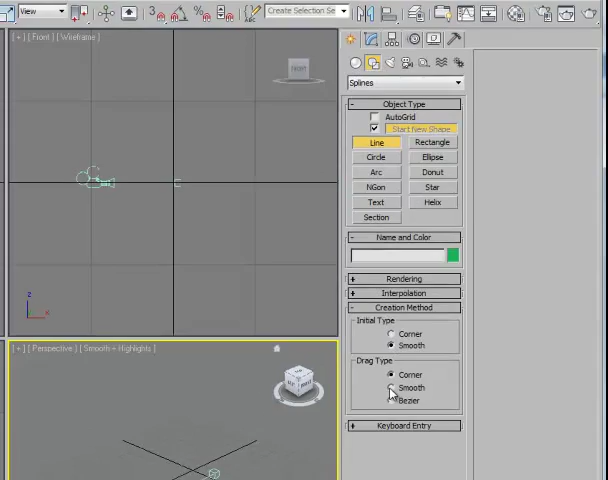 View
3
%
Create Selection Se
[ + ] [ Front ] [ Wireframe ]
FRONT
z
x
[ + ] [ Perspective ] [ Smooth + Highlights ]
Splines
- Object Type
AutoGrid
Start New Shape
Line Rectangle
Circle Ellipse
Arc Donut
NGon Star
Text Helix
Section
- Name and Color
+ Rendering
+ Interpolation
- Creation Method
Initial Type
Corner
Smooth
Drag Type
Corner
Smooth
Bezier
+ Keyboard Entry